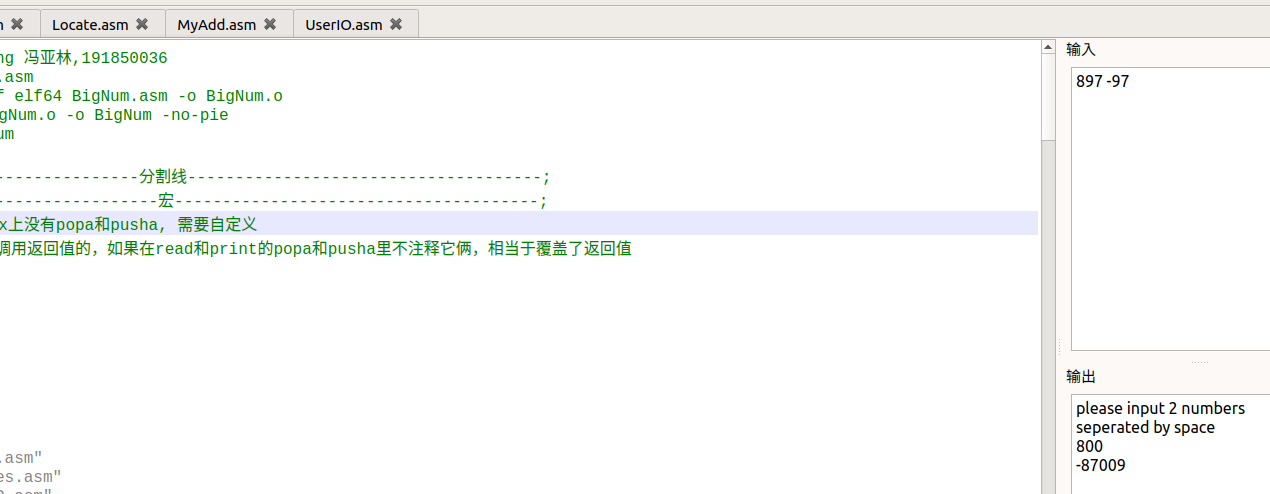 Locate.asm MyAdd.asm UserIO.asm
ng 冯亚林,191850036
.asm
f elf64 BigNum.asm -o BigNum.o
gNum.o -o BigNum -no-pie
um
---------------分割线-------------------------------------;
-----------------宏--------------------------------------;
x上没有popa和pusha, 需要自定义
调用返回值的，如果在read和print的popa和pusha里不注释它俩，相当于覆盖了返回值
.asm"
es.asm"
输入
897 -97
输出
please input 2 numbers
seperated by space
800
-87009